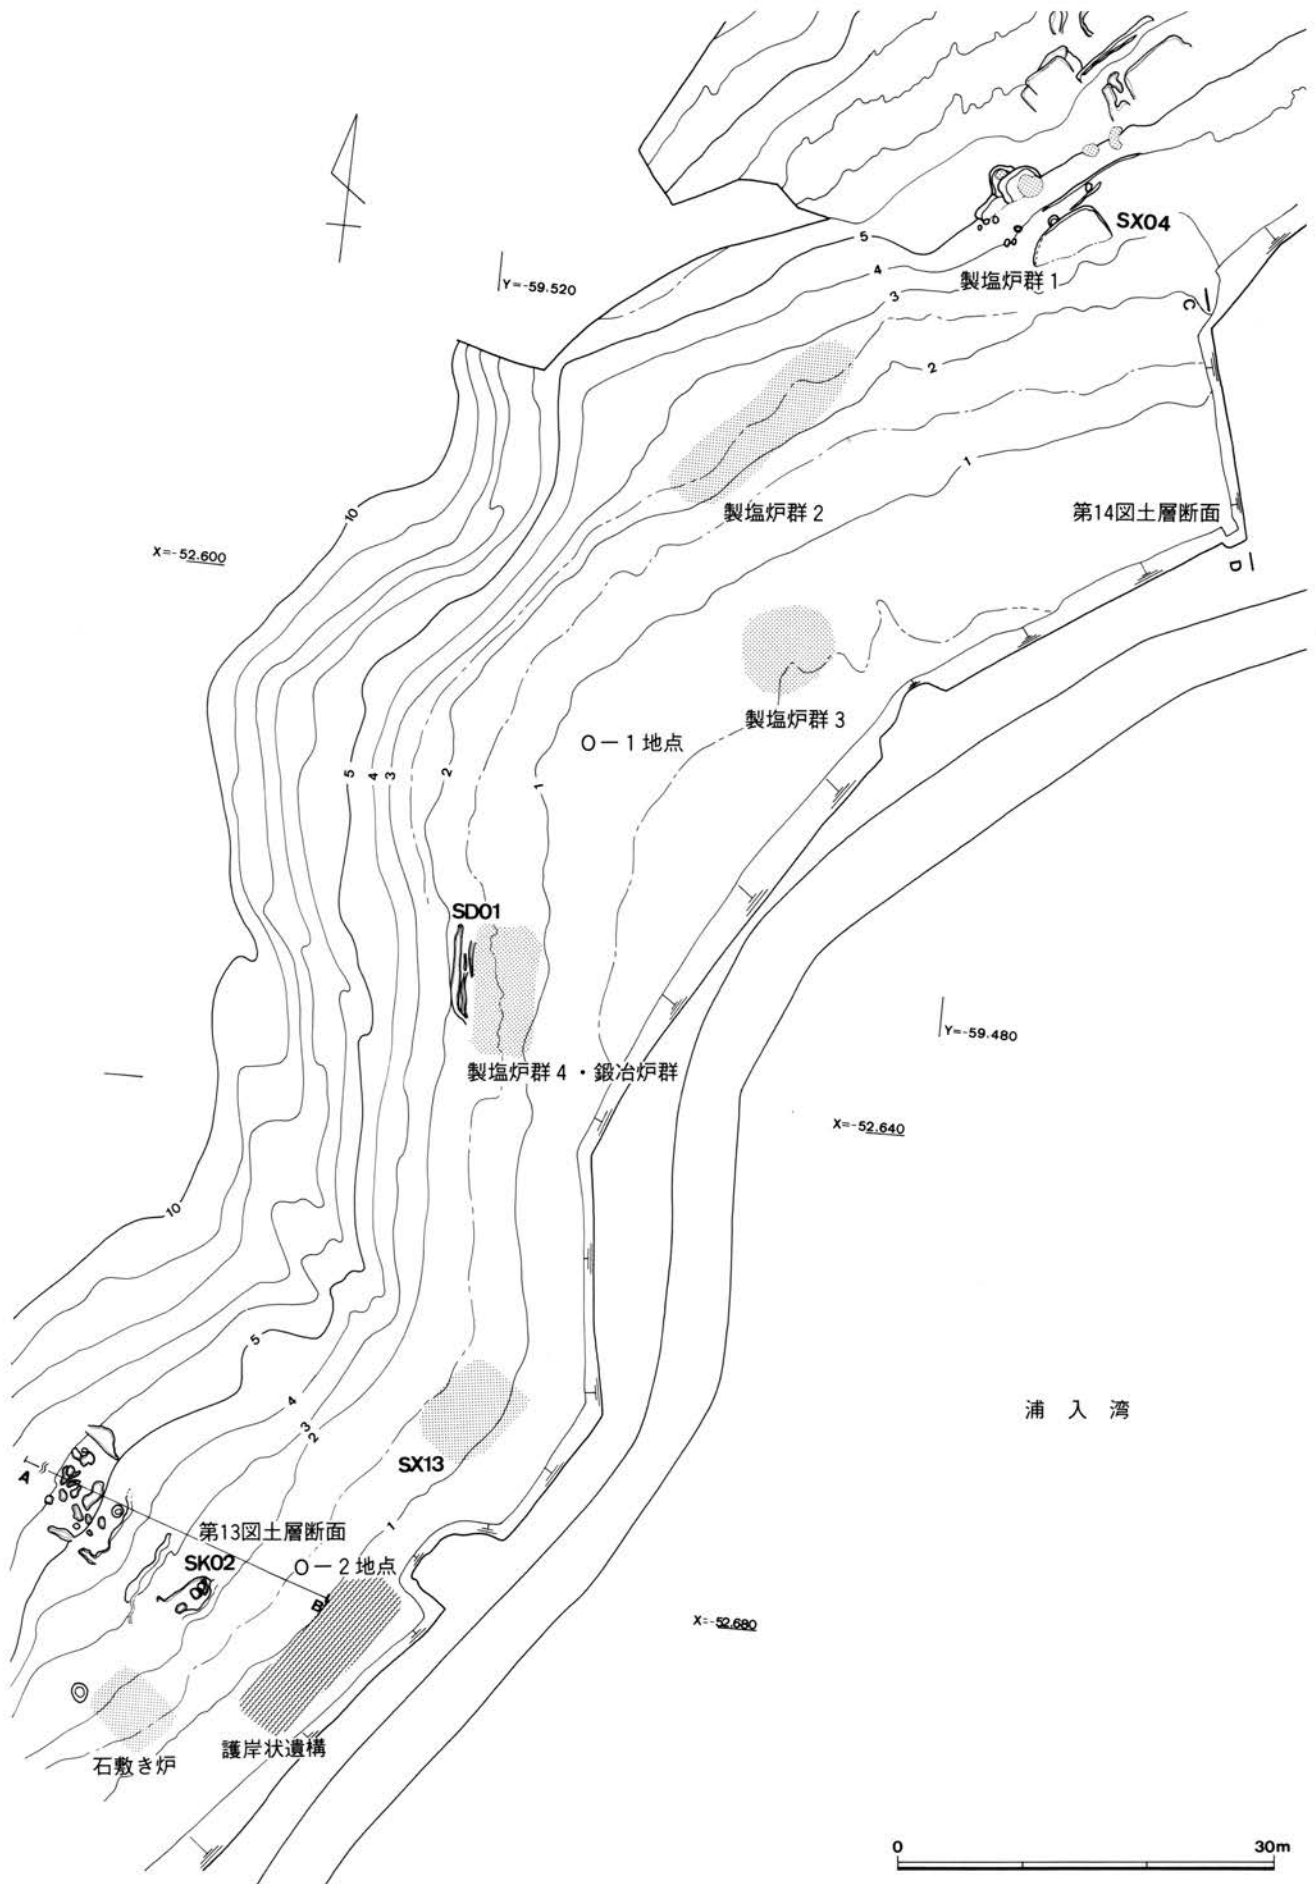 SX04
5
Y=-59.520
4
製塩炉群1
3
C
2
10
1
製塩炉群2
第14図土層断面
X=-52.600
D
製塩炉群3
O-1地点
5
4
3
2
1
SD01
Y=-59.480
製塩炉群4・鍛冶炉群
X=-52.640
10
5
4
浦入湾
3
2
SX13
A
1
第13図土層断面
SK02
O-2地点
B
X=-52.680
護岸状遺構
石敷き炉
0
30m